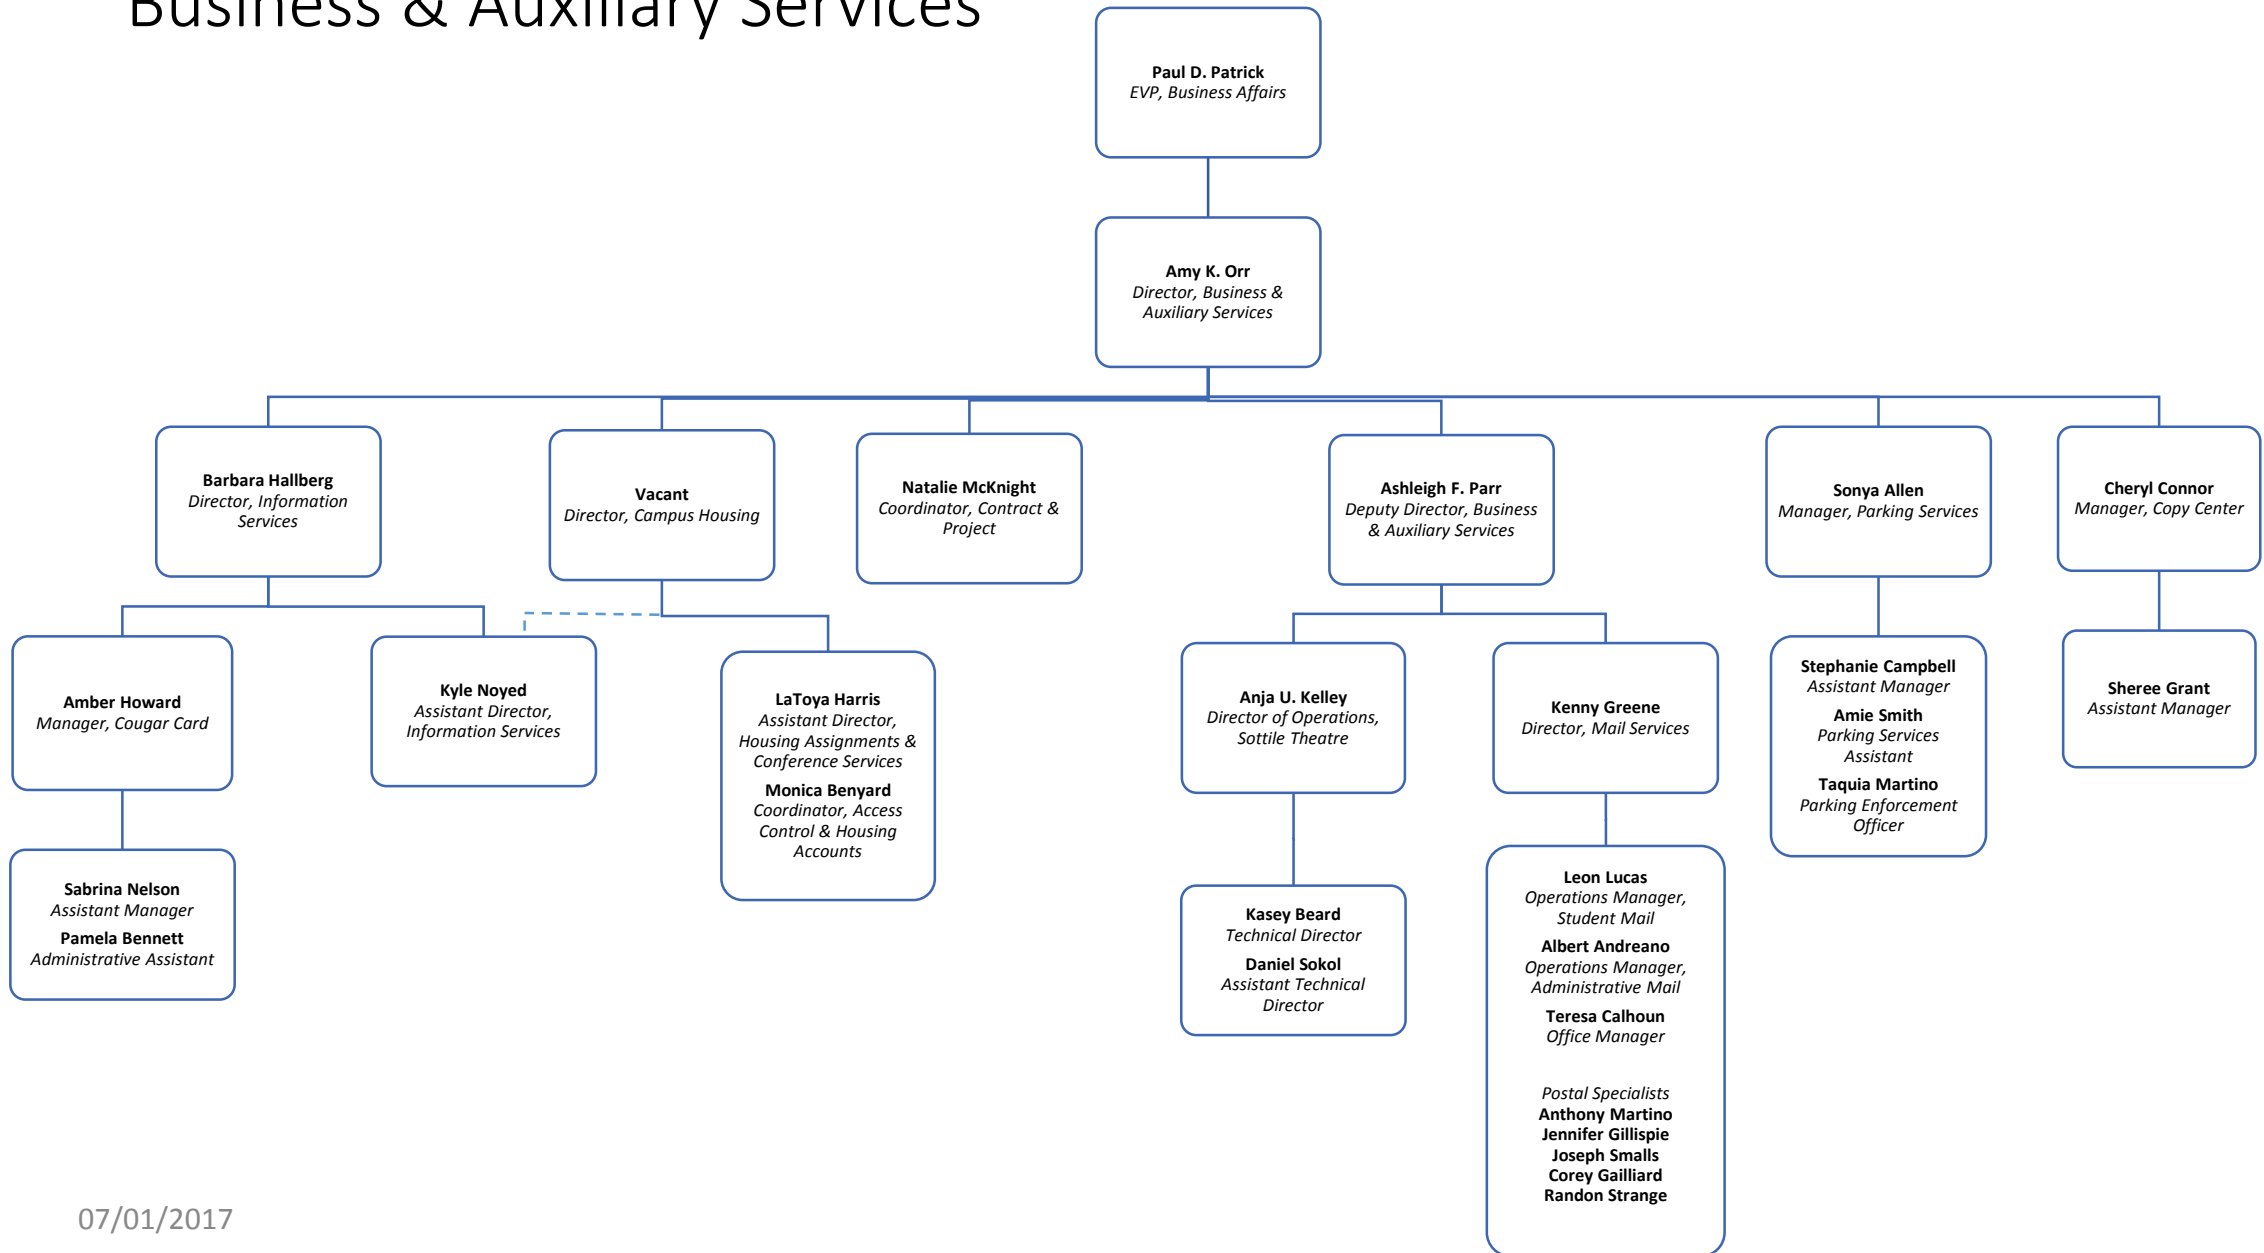 Business & Auxiliary Services
Paul D. Patrick
EVP, Business Affairs
Amy K. Orr
Director, Business &
Auxiliary Services
Barbara Hallberg
Director, Information
Services
Vacant
Director, Campus Housing
Natalie McKnight
Coordinator, Contract &
Project
Ashleigh F. Parr
Deputy Director, Business
& Auxiliary Services
Sonya Allen
Manager, Parking Services
Cheryl Connor
Manager, Copy Center
Amber Howard
Manager, Cougar Card
Kyle Noyed
Assistant Director,
Information Services
LaToya Harris
Assistant Director,
Housing Assignments &
Conference Services
Monica Benyard
Coordinator, Access
Control & Housing
Accounts
Anja U. Kelley
Director of Operations,
Sottile Theatre
Kenny Greene
Director, Mail Services
Stephanie Campbell
Assistant Manager
Amie Smith
Parking Services
Assistant
Taquia Martino
Parking Enforcement
Officer
Sheree Grant
Assistant Manager
Sabrina Nelson
Assistant Manager
Pamela Bennett
Administrative Assistant
Kasey Beard
Technical Director
Daniel Sokol
Assistant Technical
Director
Leon Lucas
Operations Manager,
Student Mail
Albert Andreano
Operations Manager,
Administrative Mail
Teresa Calhoun
Office Manager
Postal Specialists
Anthony Martino
Jennifer Gillispie
Joseph Smalls
Corey Gailliard
Randon Strange
07/01/2017